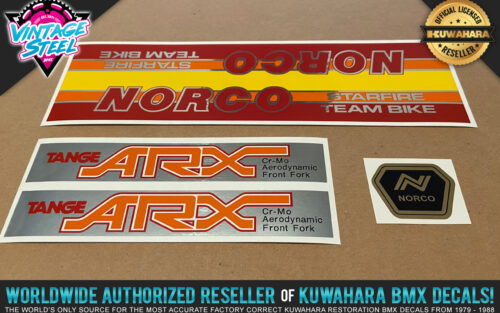 VINTAGE
STEEL
BMX
OFFICIAL LICENSED
KUWAHARA
RESELLER
NORCO
STARFIRE
TEAM BIKE
NORCO
STARFIRE
TEAM BIKE
TANGE ARX
Cr-Mo
Aerodynamic
Front Fork
TANGE ARX
Cr-Mo
Aerodynamic
Front Fork
NORCO
WORLDWIDE AUTHORIZED RESELLER OF KUWAHARA BMX DECALS!
THE WORLD'S ONLY SOURCE FOR THE MOST ACCURATE FACTORY CORRECT KUWAHARA RESTORATION BMX DECALS FROM 1979 - 1988